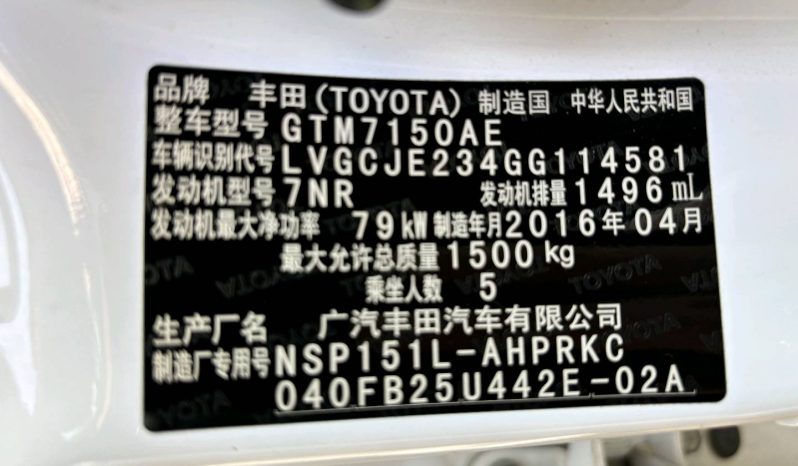 品牌 丰田(TOYOTA) 制造国 中华人民共和国
整车型号 GTM7150AE
车辆识别代号 LVGCJE234GG114581
发动机型号 7NR 发动机排量 1496 mL
发动机最大净功率 79 kW 制造年月 2016年 04月
最大允许总质量 1500 kg
乘坐人数 5
生产厂名 广汽丰田汽车有限公司
制造厂专用号 NSP151L-AHPRKC
040FB25U442E-02A